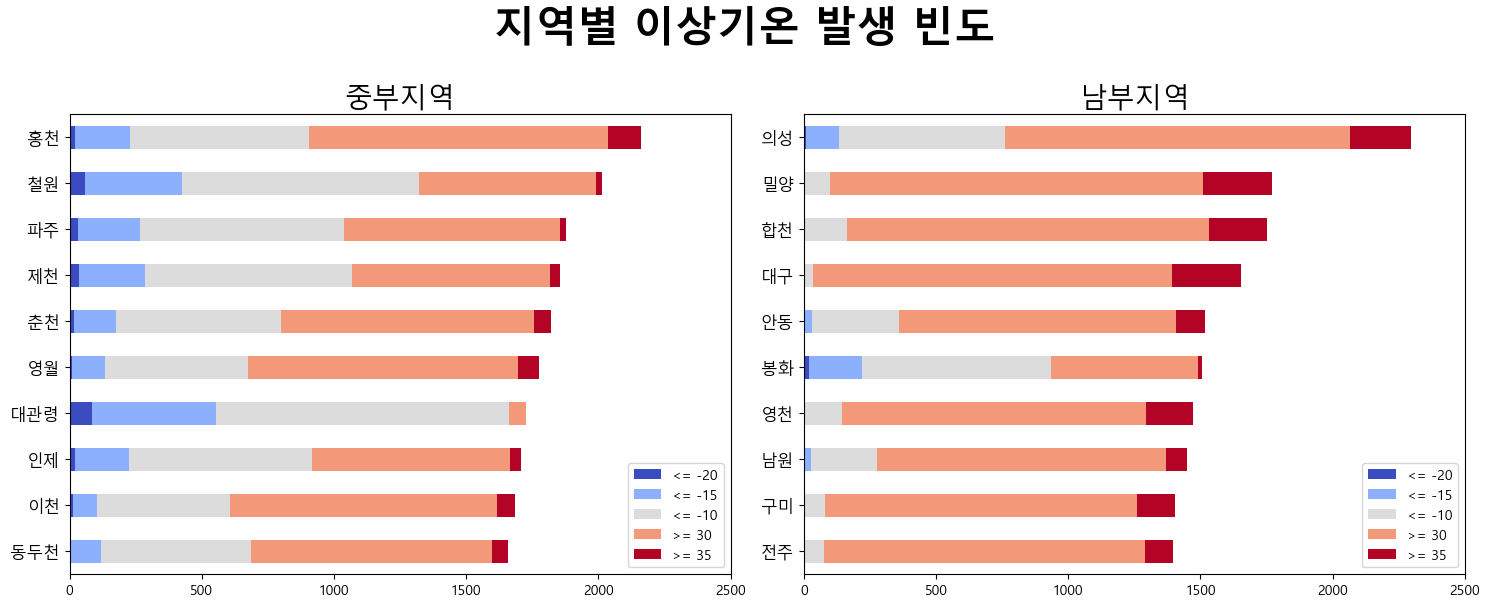 지역별 이상기온 발생 빈도
중부지역
홍천
철원
파주
제천
춘천
영월
대관령
인제
이천
동두천
0 500 1000 1500 2000 2500
<= -20
<= -15
<= -10
>= 30
>= 35
남부지역
의성
밀양
합천
대구
안동
봉화
영천
남원
구미
전주
0 500 1000 1500 2000 2500
<= -20
<= -15
<= -10
>= 30
>= 35